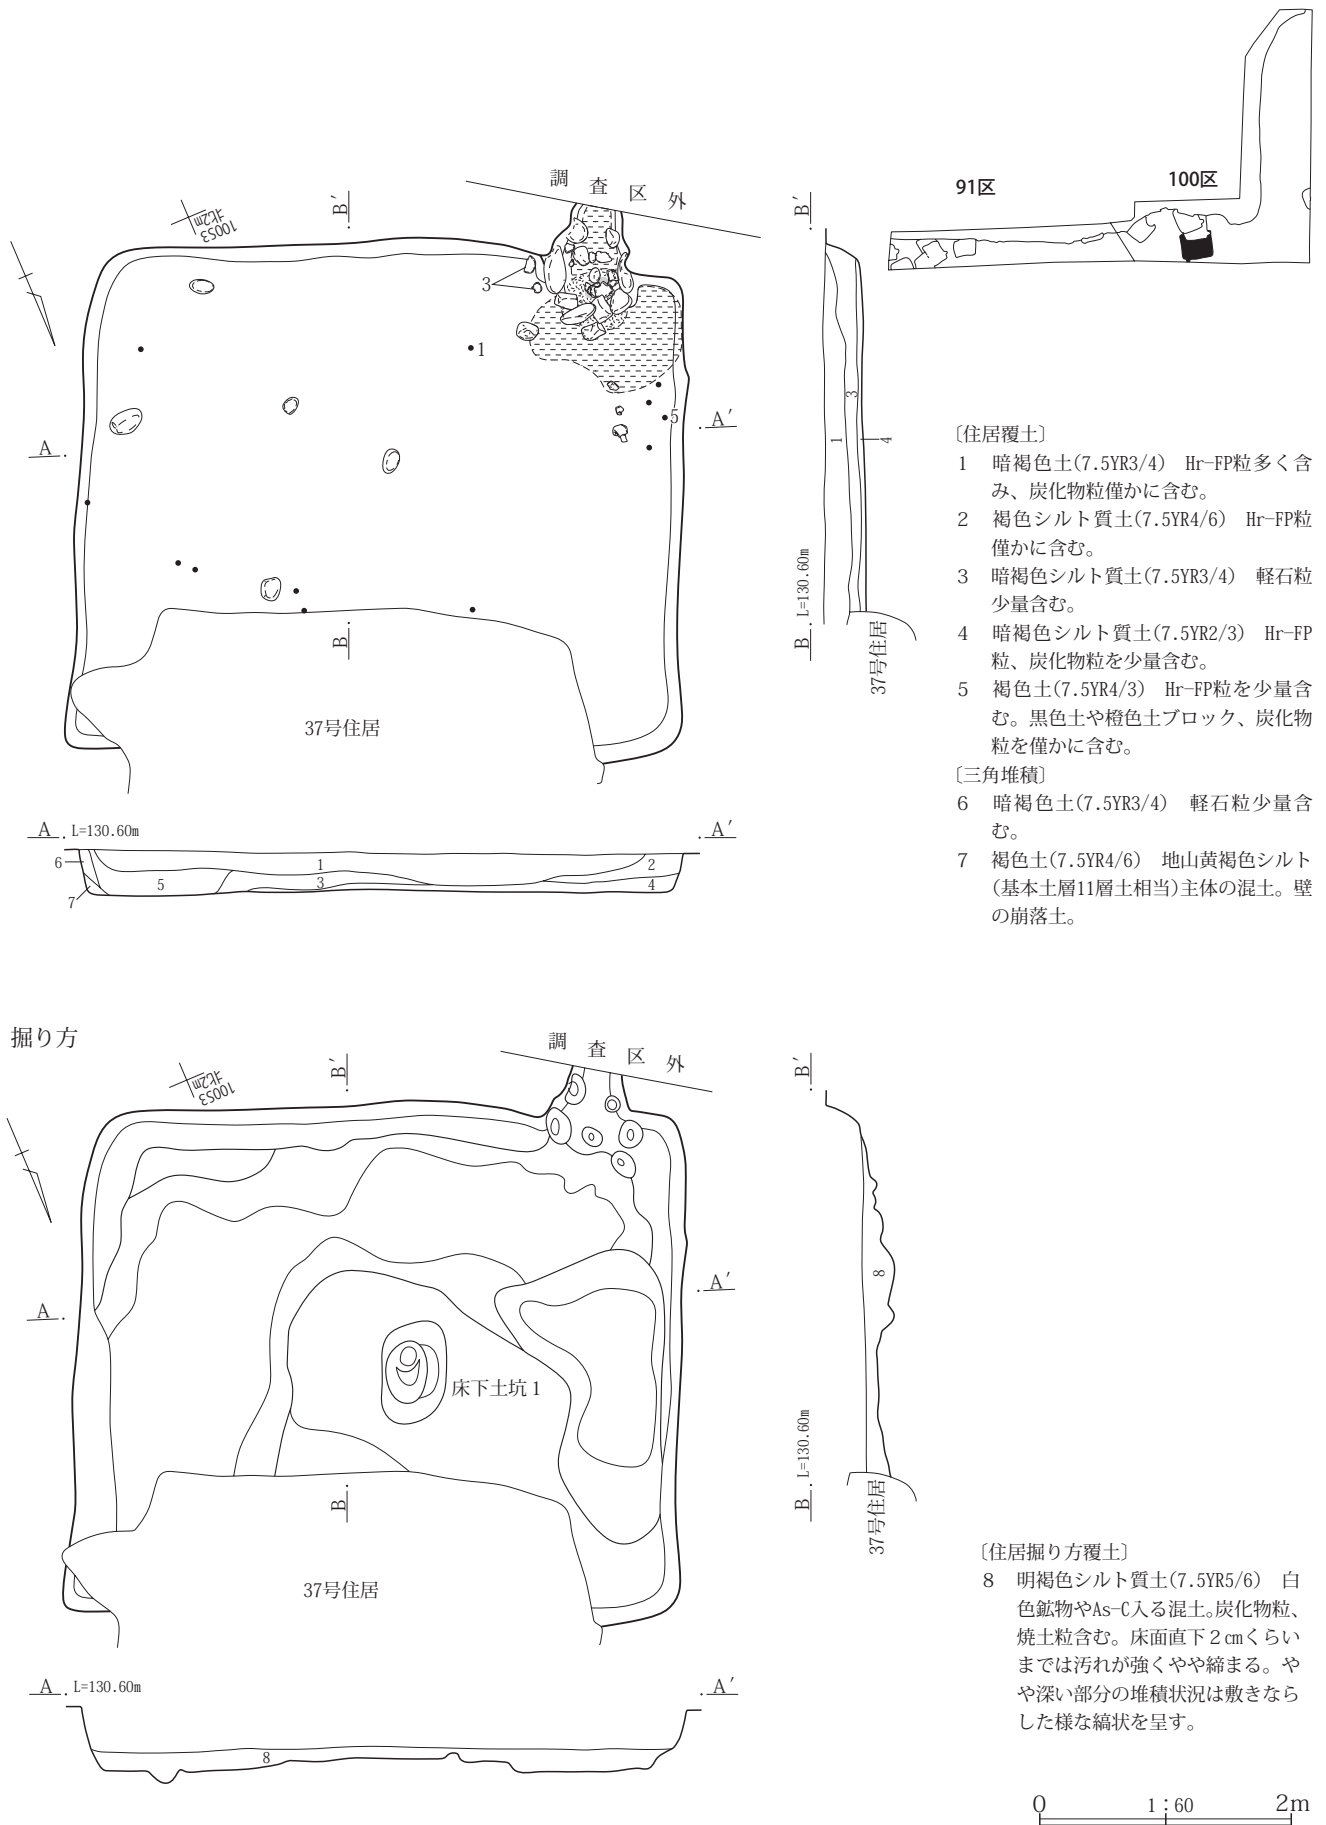 91区
100区
調査区外
B′
B′
100S3
北2m
3
1
5
A
A′
1
3
4
B
B L=130.60m
37号住居
37号住居
A L=130.60m
A′
6
1
2
5
3
4
7
〔住居覆土〕
1 暗褐色土(7.5YR3/4) Hr-FP粒多く含
み、炭化物粒僅かに含む。
2 褐色シルト質土(7.5YR4/6) Hr-FP粒
僅かに含む。
3 暗褐色シルト質土(7.5YR3/4) 軽石粒
少量含む。
4 暗褐色シルト質土(7.5YR2/3) Hr-FP
粒、炭化物粒を少量含む。
5 褐色土(7.5YR4/3) Hr-FP粒を少量含
む。黒色土や橙色土ブロック、炭化物
粒を僅かに含む。
〔三角堆積〕
6 暗褐色土(7.5YR3/4) 軽石粒少量含
む。
7 褐色土(7.5YR4/6) 地山黄褐色シルト
(基本土層11層土相当)主体の混土。壁
の崩落土。
掘り方
調査区外
B′
B′
100S3
北2m
A
A′
8
床下土坑1
B
B L=130.60m
37号住居
37号住居
A L=130.60m
A′
8
〔住居掘り方覆土〕
8 明褐色シルト質土(7.5YR5/6) 白
色鉱物やAs-C入る混土。炭化物粒、
焼土粒含む。床面直下2㎝くらい
までは汚れが強くやや締まる。や
や深い部分の堆積状況は敷きなら
した様な縞状を呈す。
0 1：60 2m